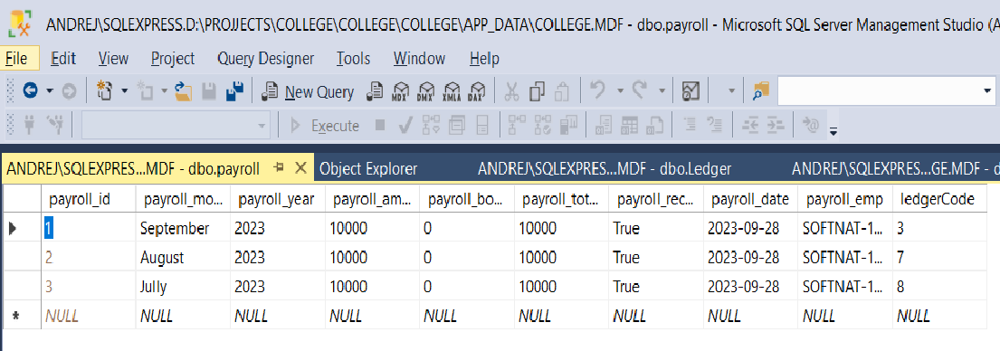 ANDREJ\SQLEXPRESS.D:\PROJJECTS\COLLEGE\COLLEGE\COLLEGE\APP_DATA\COLLEGE.MDF - dbo.payroll - Microsoft SQL Server Management Studio (A
File Edit View Project Query Designer Tools Window Help
New Query MDX DMX XMLA DAX
Execute
ANDREJ\SQLEXPRES...MDF - dbo.payroll Object Explorer ANDREJ\SQLEXPRES...MDF - dbo.Ledger ANDREJ\SQLEXPRES...GE.MDF - d
payroll_id payroll_mo... payroll_year payroll_am... payroll_bo... payroll_tot... payroll_rec... payroll_date payroll_emp ledgerCode
1 September 2023 10000 0 10000 True 2023-09-28 SOFTNAT-1... 3
2 August 2023 10000 0 10000 True 2023-09-28 SOFTNAT-1... 7
3 Jully 2023 10000 0 10000 True 2023-09-28 SOFTNAT-1... 8
NULL NULL NULL NULL NULL NULL NULL NULL NULL NULL